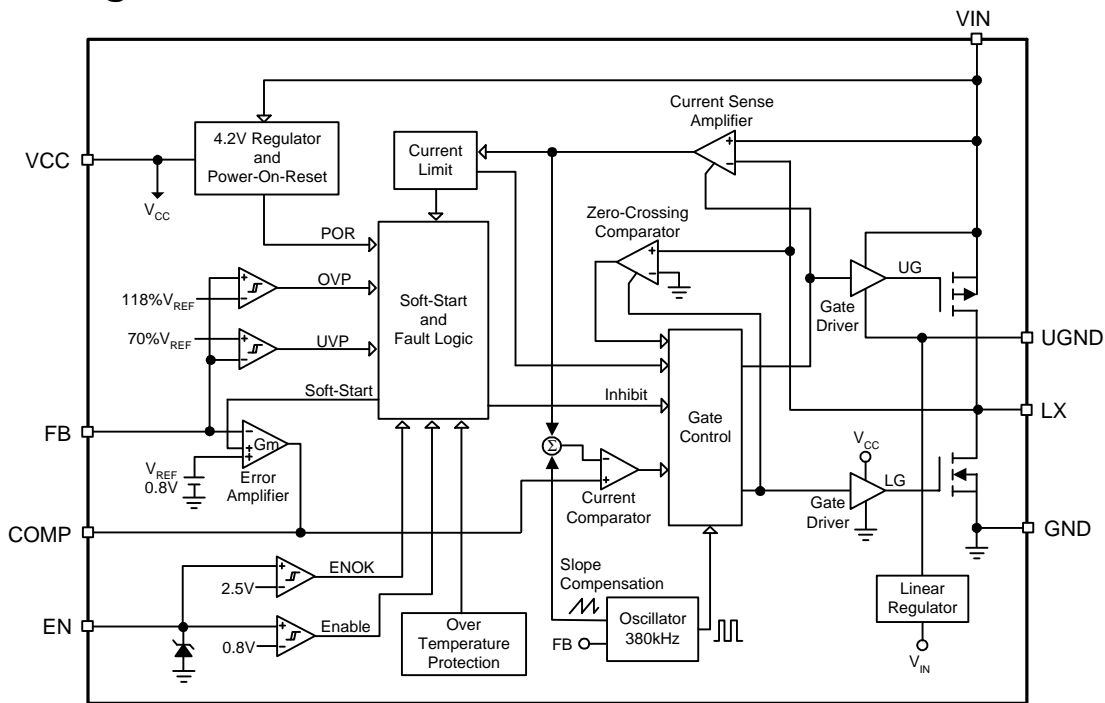 VIN
Current Sense
Amplifier
4.2V Regulator
and
Power-On-Reset
Current
Limit
VCC
VCC
POR
Zero-Crossing
Comparator
OVP
118%VREF
Soft-Start
and
Fault Logic
UG
Gate
Driver
70%VREF
UVP
UGND
Soft-Start
Inhibit
LX
FB
Gm
Error
Amplifier
VREF
0.8V
Σ
Gate
Control
VCC
LG
Gate
Driver
Current
Comparator
COMP
GND
ENOK
2.5V
Slope
Compensation
Linear
Regulator
EN
Enable
0.8V
Over
Temperature
Protection
Oscillator
380kHz
FB
VIN